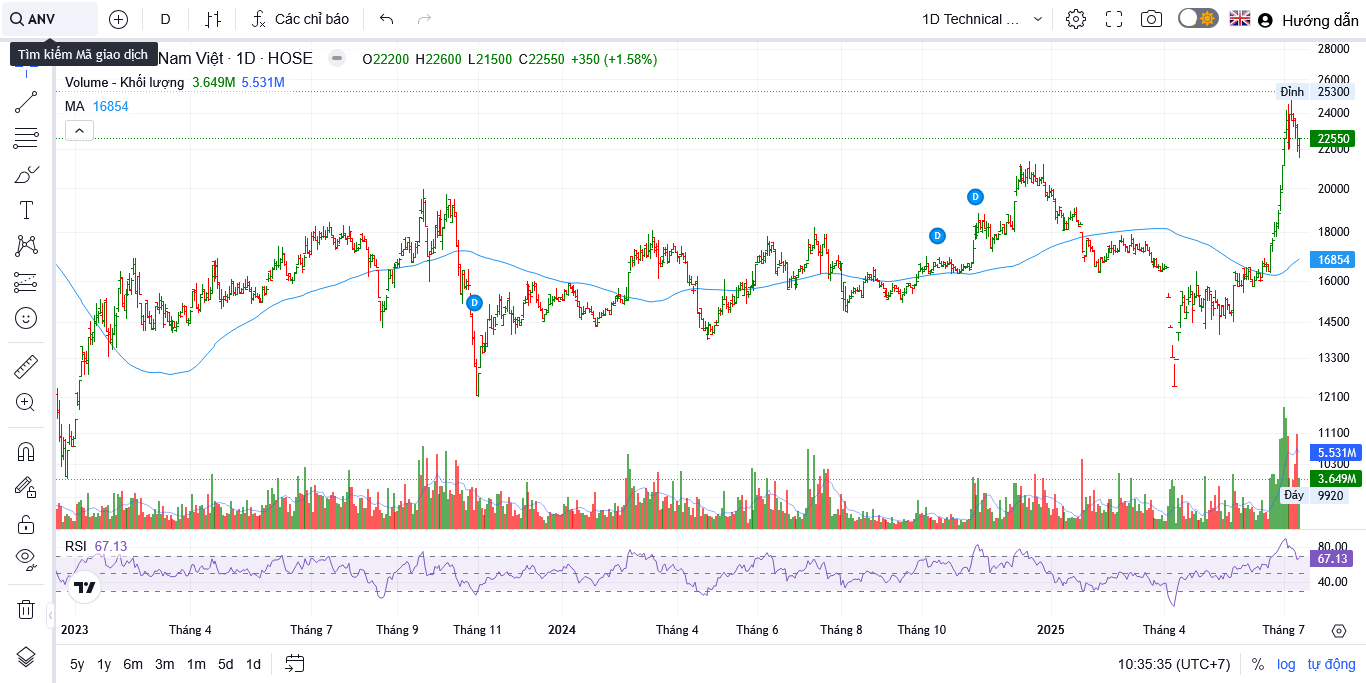 ANV
D
Các chỉ báo
1D Technical ...
Hướng dẫn
Tìm kiếm Mã giao dịch
Nam Việt · 1D · HOSE
O22200 H22600 L21500 C22550 +350 (+1.58%)
Volume - Khối lượng 3.649M 5.531M
MA 16854
28000
26000
Đỉnh 25300
24000
22550
22000
20000
18000
16854
16000
14500
13300
12100
11100
5.531M
10300
3.649M
Đáy 9920
D
D
D
RSI 67.13
80.00
67.13
40.00
2023 Tháng 4 Tháng 7 Tháng 9 Tháng 11 2024 Tháng 4 Tháng 6 Tháng 8 Tháng 10 2025 Tháng 4 Tháng 7
5y 1y 6m 3m 1m 5d 1d
10:35:35 (UTC+7) % log tự động